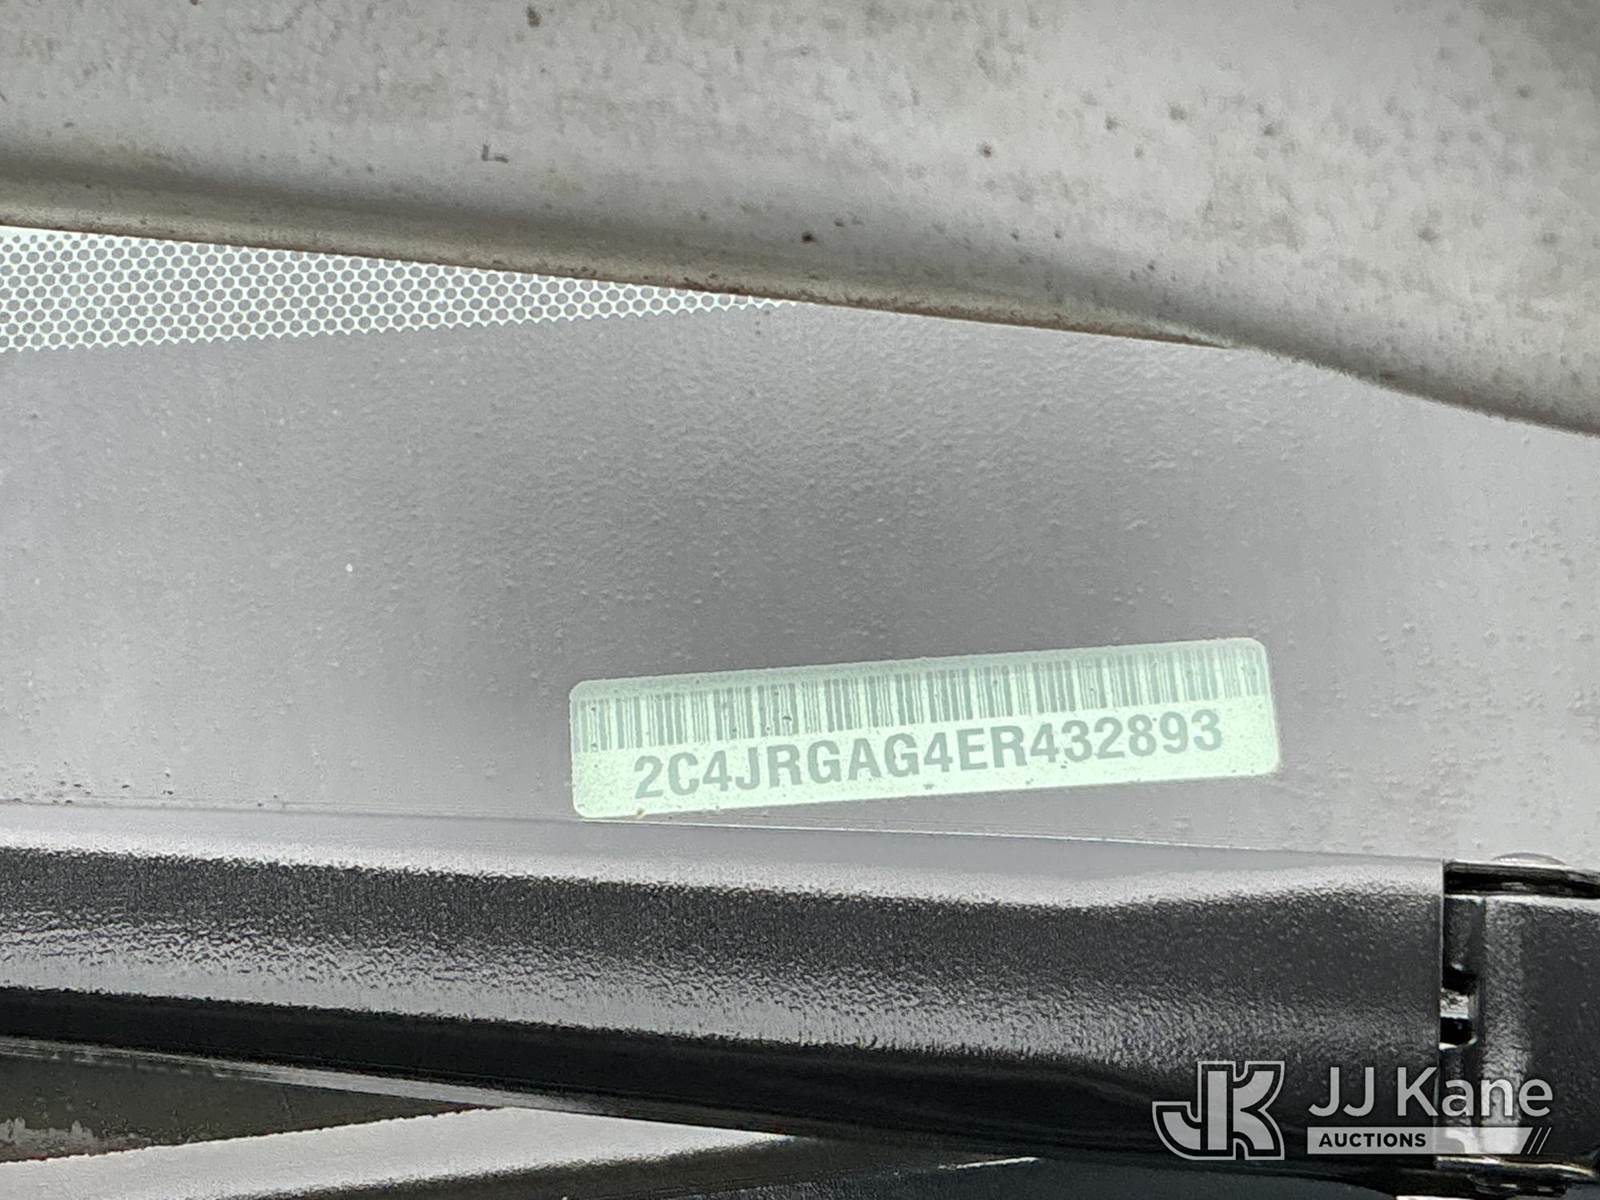 2C4JRGAG4ER432893
JK JJ Kane
AUCTIONS